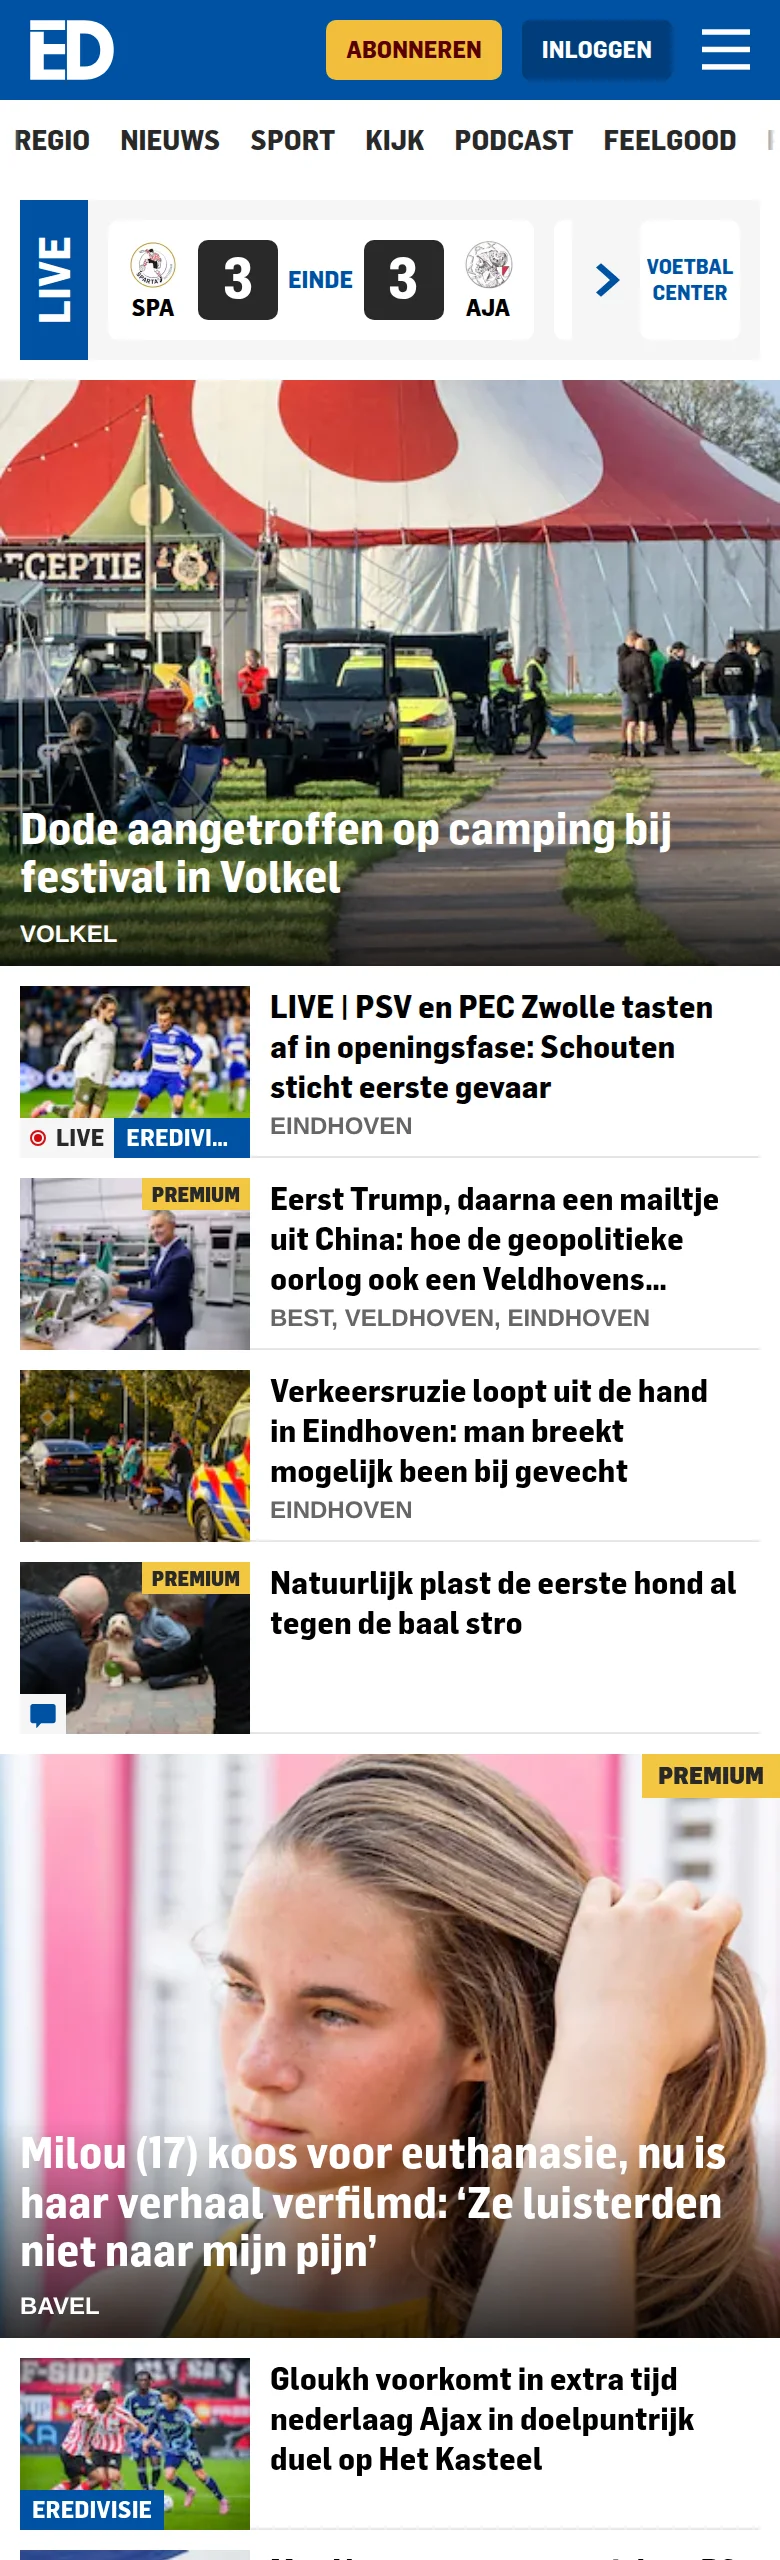 ED
ABONNEREN
INLOGGEN
REGIO NIEUWS SPORT KIJK PODCAST FEELGOOD
LIVE
SPA
3
EINDE
3
AJA
VOETBAL
CENTER
SPARTA
ECEPTIE
Dode aangetroffen op camping bij
festival in Volkel
VOLKEL
LIVE | PSV en PEC Zwolle tasten
af in openingsfase: Schouten
sticht eerste gevaar
EINDHOVEN
LIVE
EREDIVI...
PREMIUM
Eerst Trump, daarna een mailtje
uit China: hoe de geopolitieke
oorlog ook een Veldhovens...
BEST, VELDHOVEN, EINDHOVEN
Verkeersruzie loopt uit de hand
in Eindhoven: man breekt
mogelijk been bij gevecht
EINDHOVEN
PREMIUM
Natuurlijk plast de eerste hond al
tegen de baal stro
PREMIUM
Milou (17) koos voor euthanasie, nu is
haar verhaal verfilmd: ‘Ze luisterden
niet naar mijn pijn’
BAVEL
F-SIDE
Gloukh voorkomt in extra tijd
nederlaag Ajax in doelpuntrijk
duel op Het Kasteel
EREDIVISIE